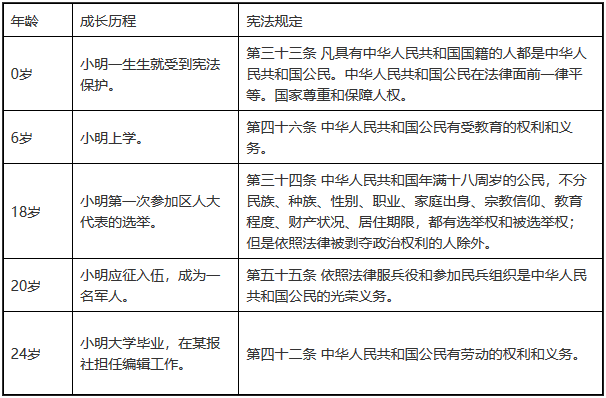 年龄 成长历程 宪法规定
0岁
小明一生生就受到宪法
保护。
第三十三条 凡具有中华人民共和国国籍的人都是中华人
民共和国公民。中华人民共和国公民在法律面前一律平
等。国家尊重和保障人权。
6岁
小明上学。
第四十六条 中华人民共和国公民有受教育的权利和义
务。
18岁
小明第一次参加区人大
代表的选举。
第三十四条 中华人民共和国年满十八周岁的公民，不分
民族、种族、性别、职业、家庭出身、宗教信仰、教育
程度、财产状况、居住期限，都有选举权和被选举权；
但是依照法律被剥夺政治权利的人除外。
20岁
小明应征入伍，成为一
名军人。
第五十五条 依照法律服兵役和参加民兵组织是中华人民
共和国公民的光荣义务。
24岁
小明大学毕业，在某报
社担任编辑工作。
第四十二条 中华人民共和国公民有劳动的权利和义务。